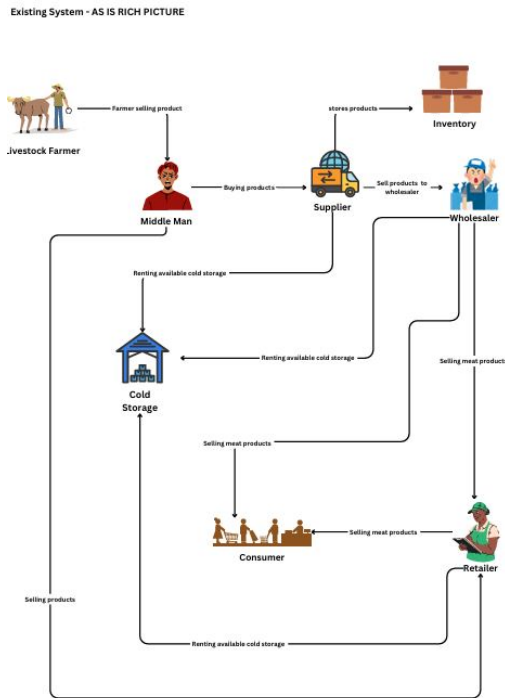 Existing System - AS IS RICH PICTURE
Farmer selling product
stores products
Inventory
Livestock Farmer
Buying products
Sell products to
wholesaler
Middle Man
Supplier
Wholesaler
Renting available cold storage
Renting available cold storage
Selling meat product
Cold
Storage
Selling meat products
Selling meat products
Consumer
Retailer
Selling products
Renting available cold storage